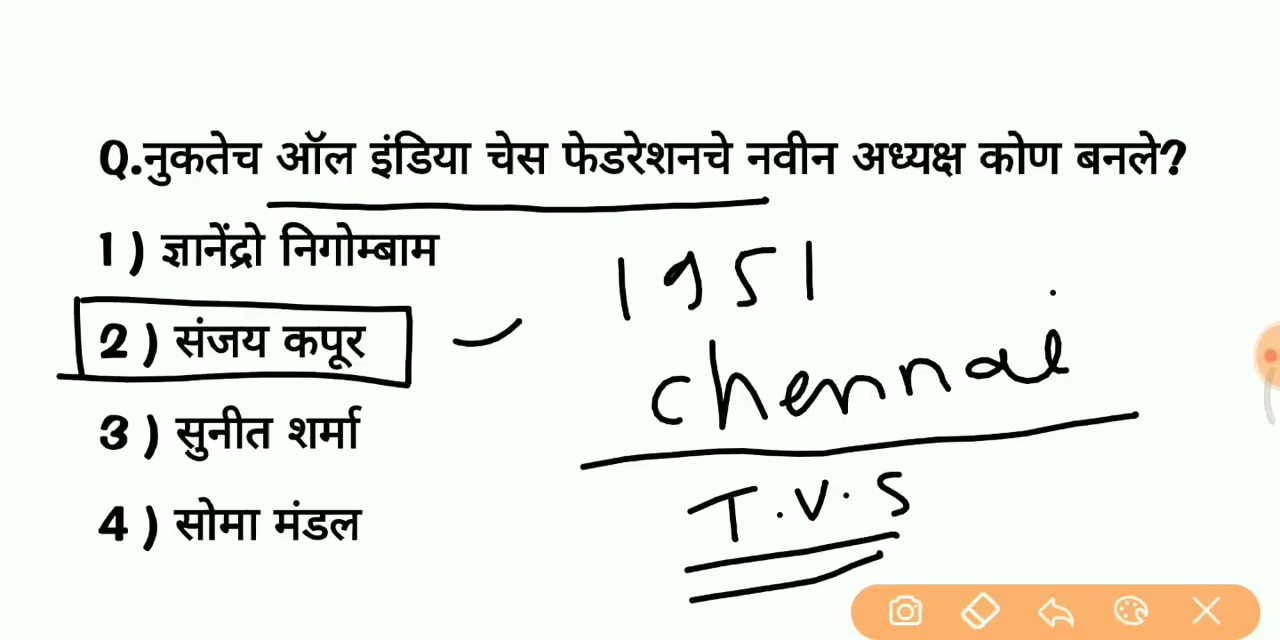 Q.नुकतेच ऑल इंडिया चेस फेडरेशनचे नवीन अध्यक्ष कोण बनले?
1 ) ज्ञानेंद्रो निगोम्बाम
2 ) संजय कपूर
3 ) सुनीत शर्मा
4 ) सोमा मंडल
1951
chennai
T.V.S